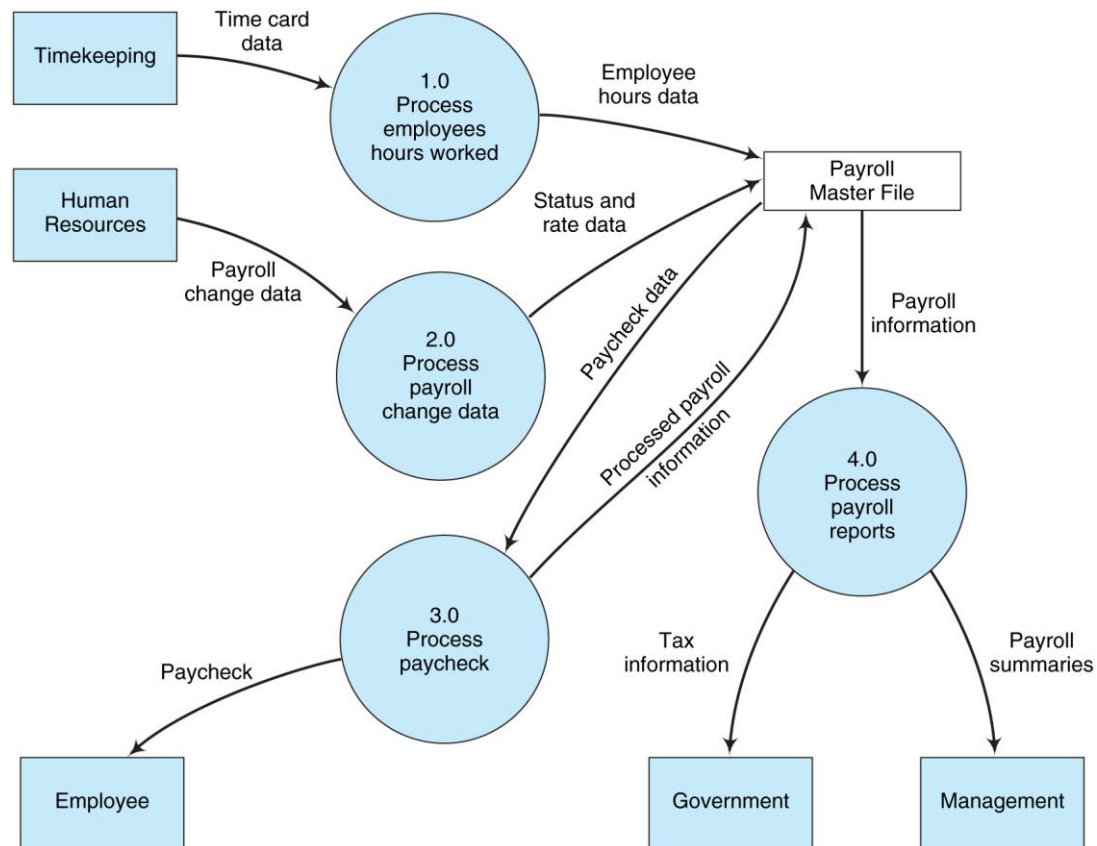 Time card
data
Timekeeping
1.0
Process
employees
hours worked
Employee
hours data
Payroll
Master File
Human
Resources
Status and
rate data
Payroll
change data
Paycheck data
Payroll
information
2.0
Process
payroll
change data
Processed payroll
information
4.0
Process
payroll
reports
3.0
Process
paycheck
Paycheck
Tax
information
Payroll
summaries
Employee
Government
Management